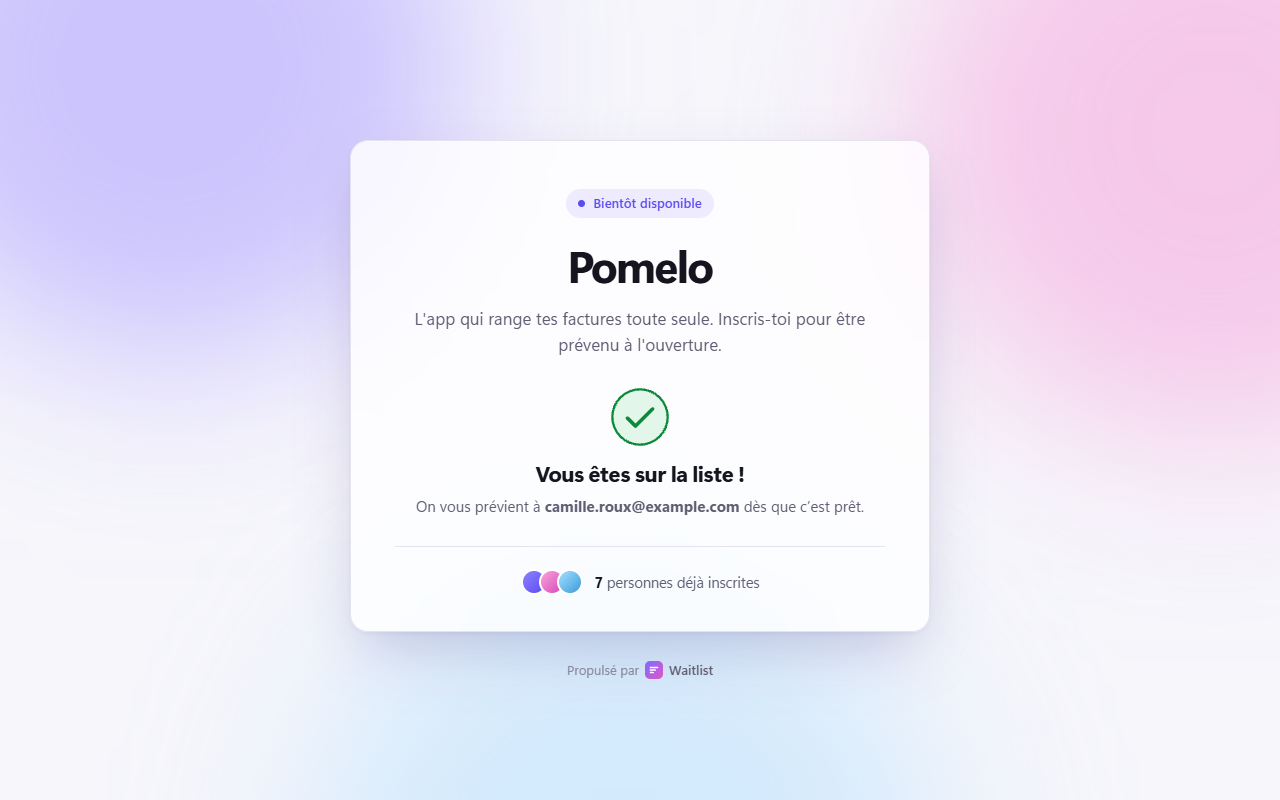 Bientôt disponible
Pomelo
L'app qui range tes factures toute seule. Inscris-toi pour être
prévenu à l'ouverture.
Vous êtes sur la liste !
On vous prévient à camille.roux@example.com dès que c’est prêt.
7 personnes déjà inscrites
Propulsé par Waitlist